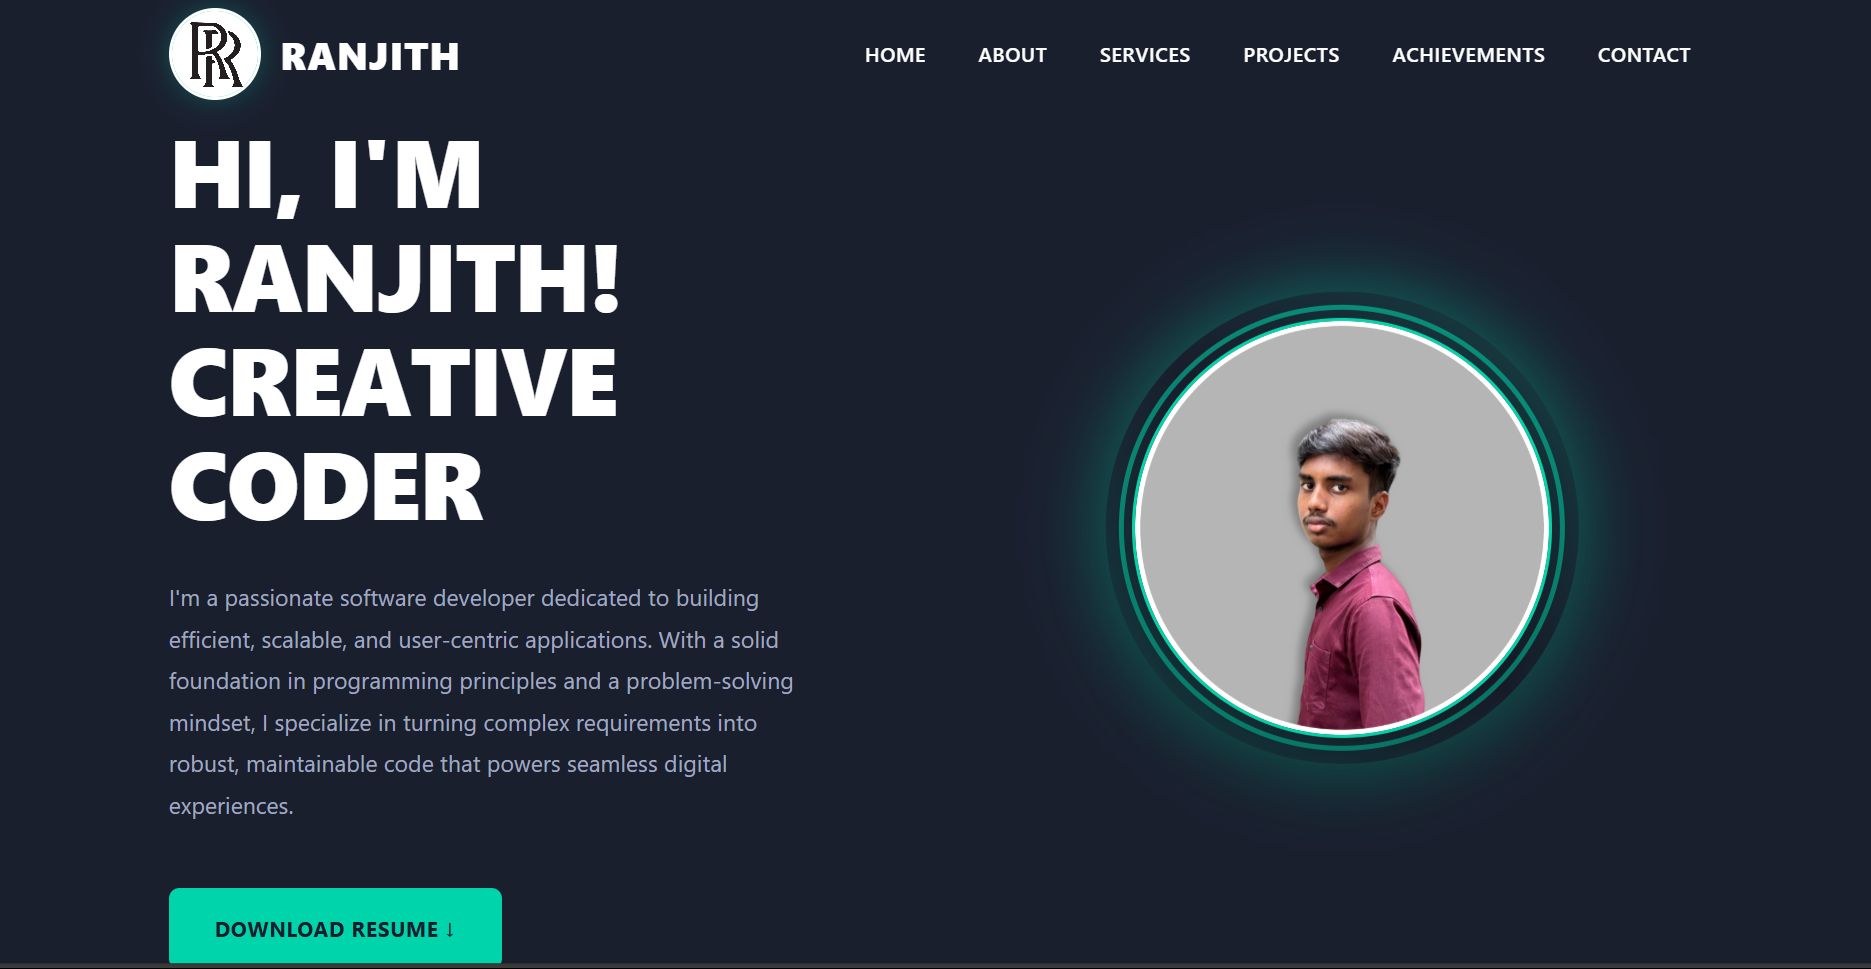 RR
RANJITH
HOME ABOUT SERVICES PROJECTS ACHIEVEMENTS CONTACT
HI, I'M
RANJITH!
CREATIVE
CODER
I'm a passionate software developer dedicated to building
efficient, scalable, and user-centric applications. With a solid
foundation in programming principles and a problem-solving
mindset, I specialize in turning complex requirements into
robust, maintainable code that powers seamless digital
experiences.
DOWNLOAD RESUME ↓